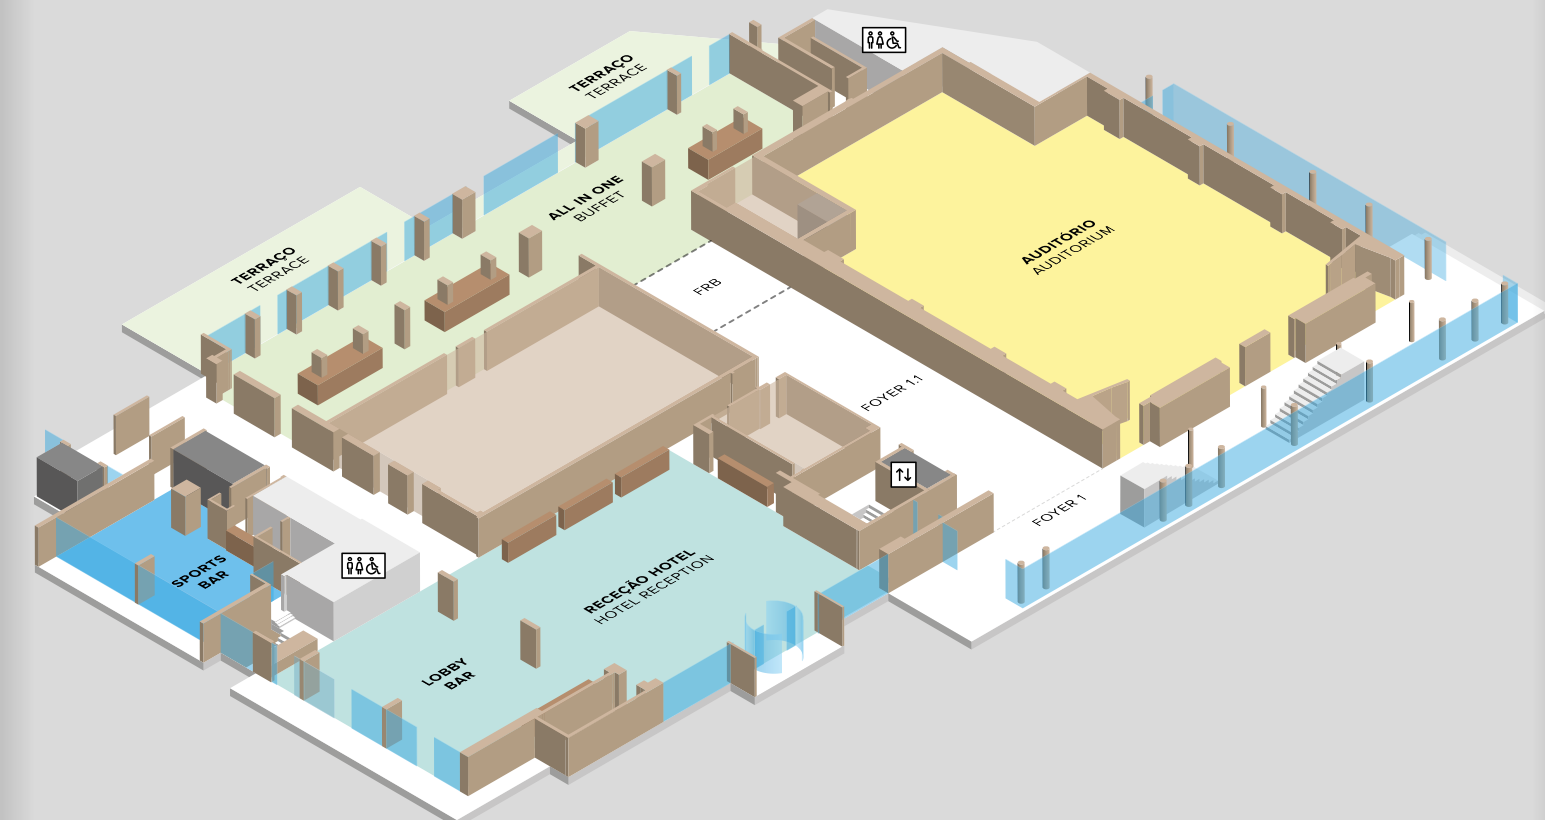 TERRAÇO
TERRACE
TERRAÇO
TERRACE
ALL IN ONE
BUFFET
AUDITÓRIO
AUDITORIUM
FRB
FOYER 1.1
FOYER 1
SPORTS
BAR
RECEÇÃO HOTEL
HOTEL RECEPTION
LOBBY
BAR